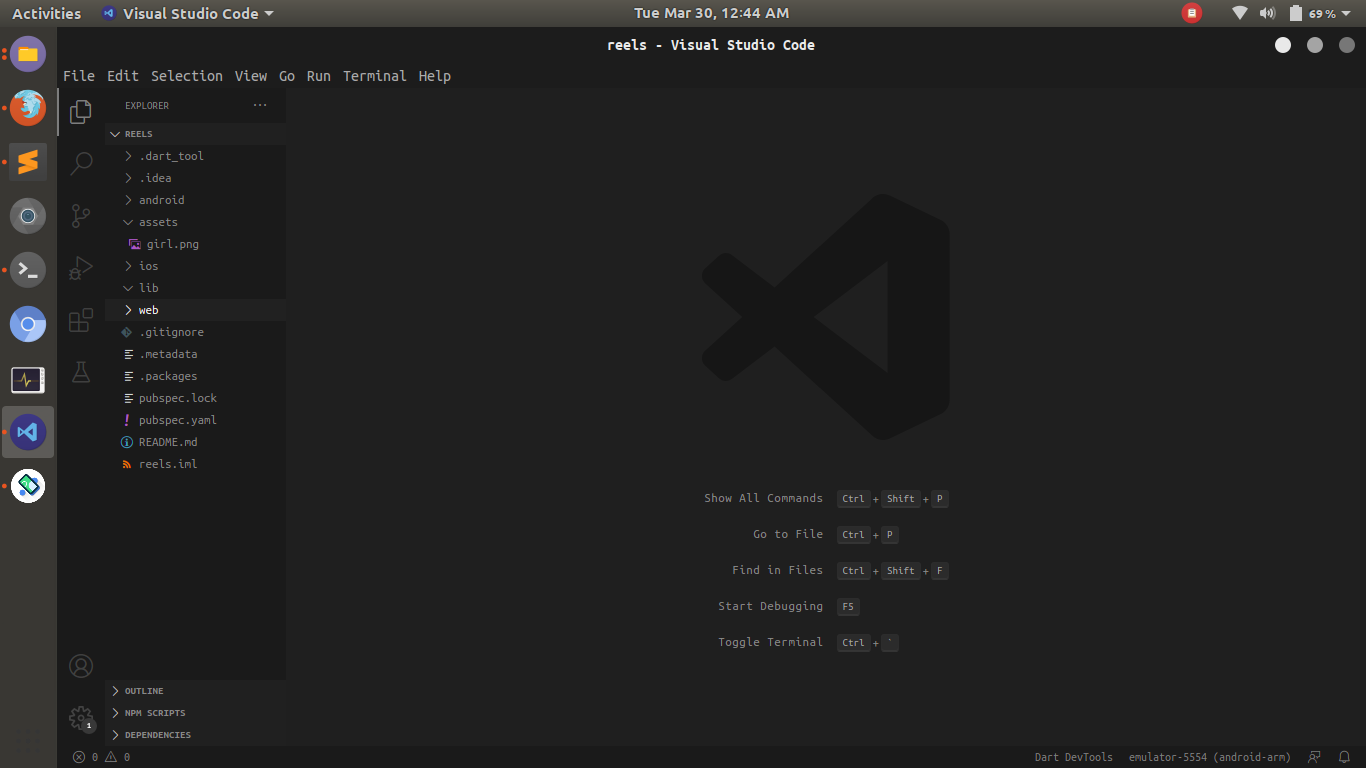 Activities Visual Studio Code Tue Mar 30, 12:44 AM 69 %
reels - Visual Studio Code
File Edit Selection View Go Run Terminal Help
EXPLORER ...
REELS
.dart_tool
.idea
android
assets
girl.png
ios
lib
web
.gitignore
.metadata
.packages
pubspec.lock
! pubspec.yaml
README.md
reels.iml
Show All Commands Ctrl + Shift + P
Go to File Ctrl + P
Find in Files Ctrl + Shift + F
Start Debugging F5
Toggle Terminal Ctrl + `
OUTLINE
1
NPM SCRIPTS
DEPENDENCIES
0 0 Dart DevTools emulator-5554 (android-arm)